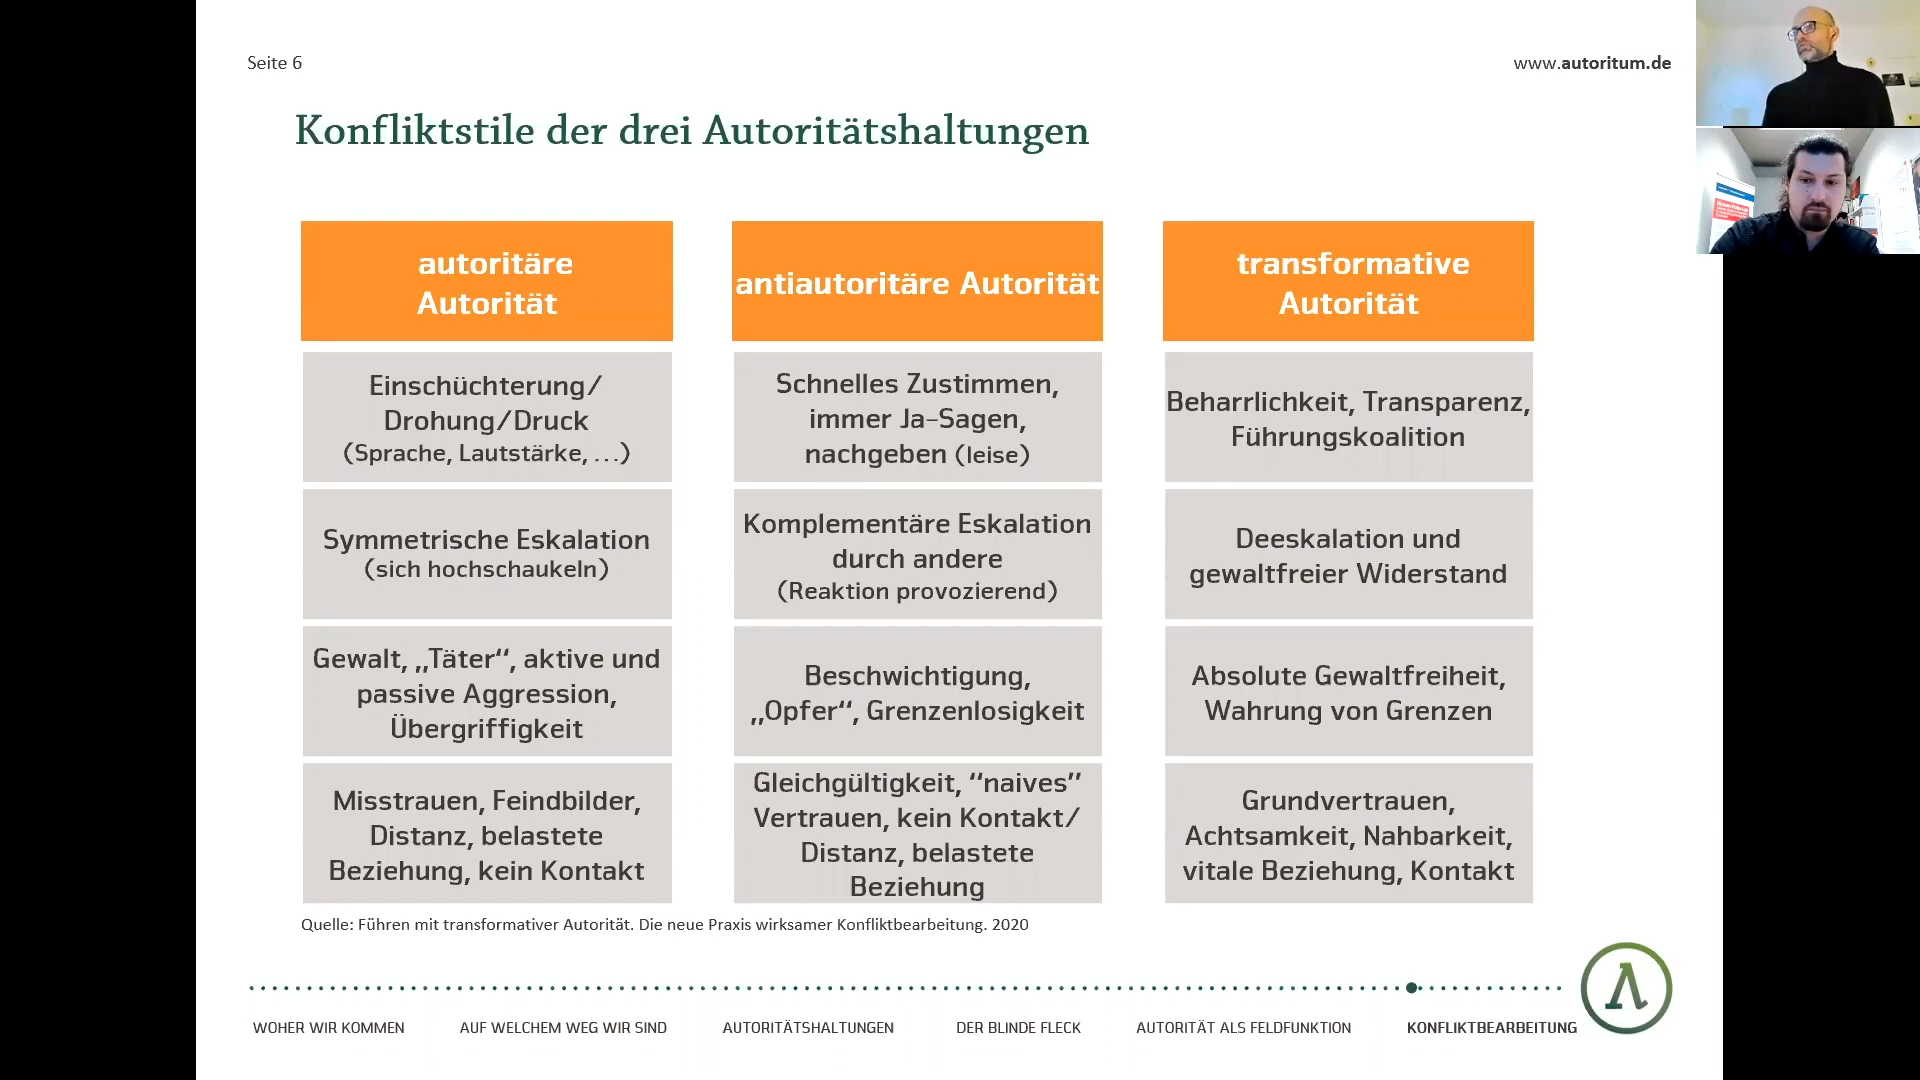 Seite 6
www.autoritum.de
Konfliktstile der drei Autoritätshaltungen
autoritäre
Autorität
antiautoritäre Autorität
transformative
Autorität
Einschüchterung/
Drohung/Druck
(Sprache, Lautstärke, …)
Schnelles Zustimmen,
immer Ja-Sagen,
nachgeben (leise)
Beharrlichkeit, Transparenz,
Führungskoalition
Symmetrische Eskalation
(sich hochschaukeln)
Komplementäre Eskalation
durch andere
(Reaktion provozierend)
Deeskalation und
gewaltfreier Widerstand
Gewalt, „Täter“, aktive und
passive Aggression,
Übergriffigkeit
Beschwichtigung,
„Opfer“, Grenzenlosigkeit
Absolute Gewaltfreiheit,
Wahrung von Grenzen
Misstrauen, Feindbilder,
Distanz, belastete
Beziehung, kein Kontakt
Gleichgültigkeit, “naives”
Vertrauen, kein Kontakt/
Distanz, belastete
Beziehung
Grundvertrauen,
Achtsamkeit, Nahbarkeit,
vitale Beziehung, Kontakt
Quelle: Führen mit transformativer Autorität. Die neue Praxis wirksamer Konfliktbearbeitung. 2020
WOHER WIR KOMMEN
AUF WELCHEM WEG WIR SIND
AUTORITÄTSHALTUNGEN
DER BLINDE FLECK
AUTORITÄT ALS FELDFUNKTION
KONFLIKTBEARBEITUNG